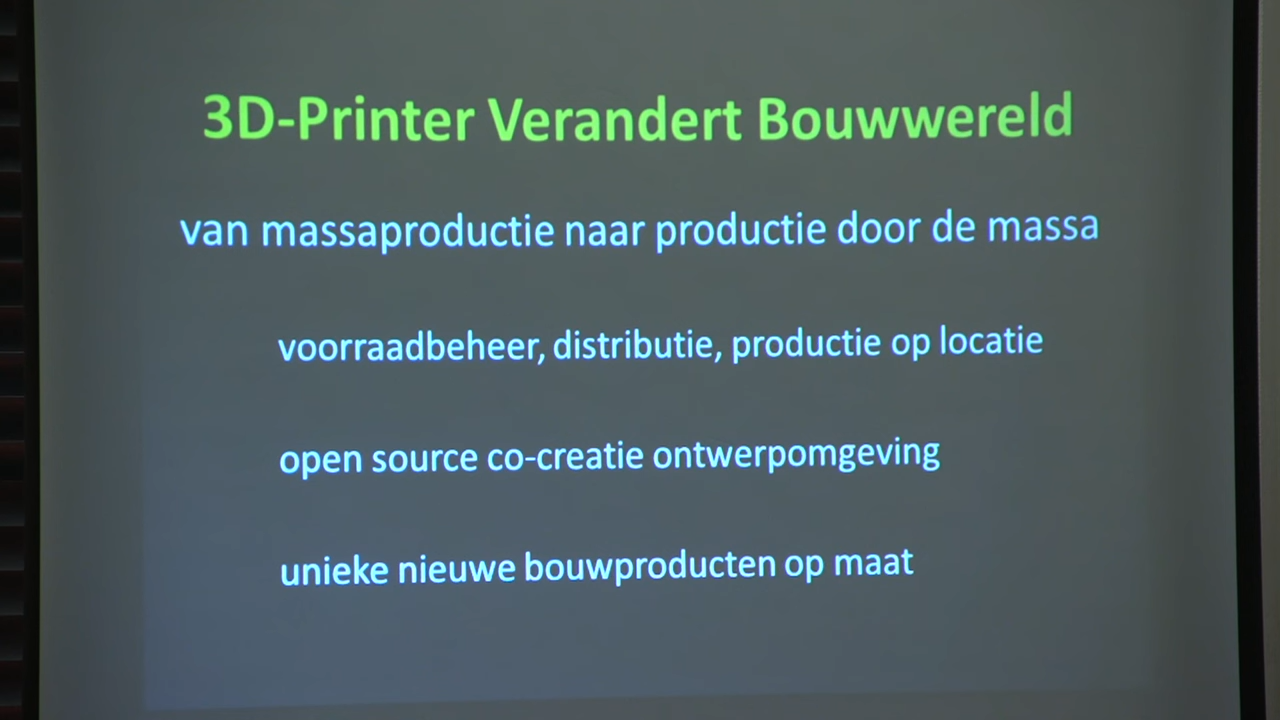 3D-Printer Verandert Bouwwereld
van massaproductie naar productie door de massa
voorraadbeheer, distributie, productie op locatie
open source co-creatie ontwerpomgeving
unieke nieuwe bouwproducten op maat